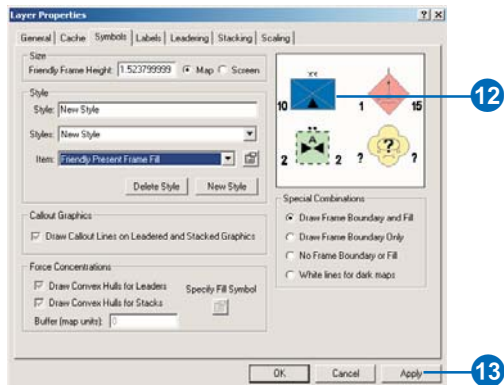 Layer Properties
General Cache Symbols Labels Leadering Stacking Scaling
Size
Friendly Frame Height: 1.523799999 Map Screen
Style
Style: New Style
Styles: New Style
Item: Friendly Present Frame Fill
Delete Style New Style
Callout Graphics
Draw Callout Lines on Leadered and Stacked Graphics
Force Concentrations
Draw Convex Hulls for Leaders
Specify Fill Symbol
Draw Convex Hulls for Stacks
Buffer (map units): 0
10 1 15
A
2 2 ? ? ?
Special Combinations
Draw Frame Boundary and Fill
Draw Frame Boundary Only
No Frame Boundary or Fill
White lines for dark maps
OK Cancel Apply
12
13